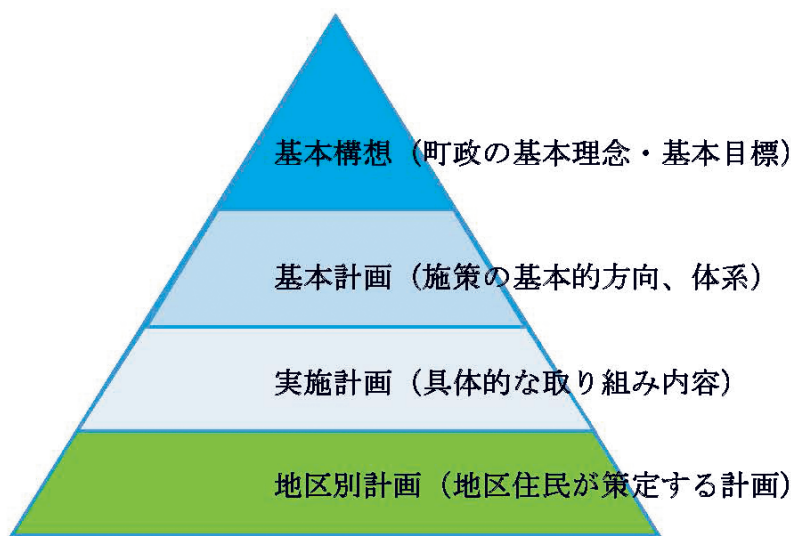 基本構想（町政の基本理念・基本目標）
基本計画（施策の基本的方向、体系）
実施計画（具体的な取り組み内容）
地区別計画（地区住民が策定する計画）